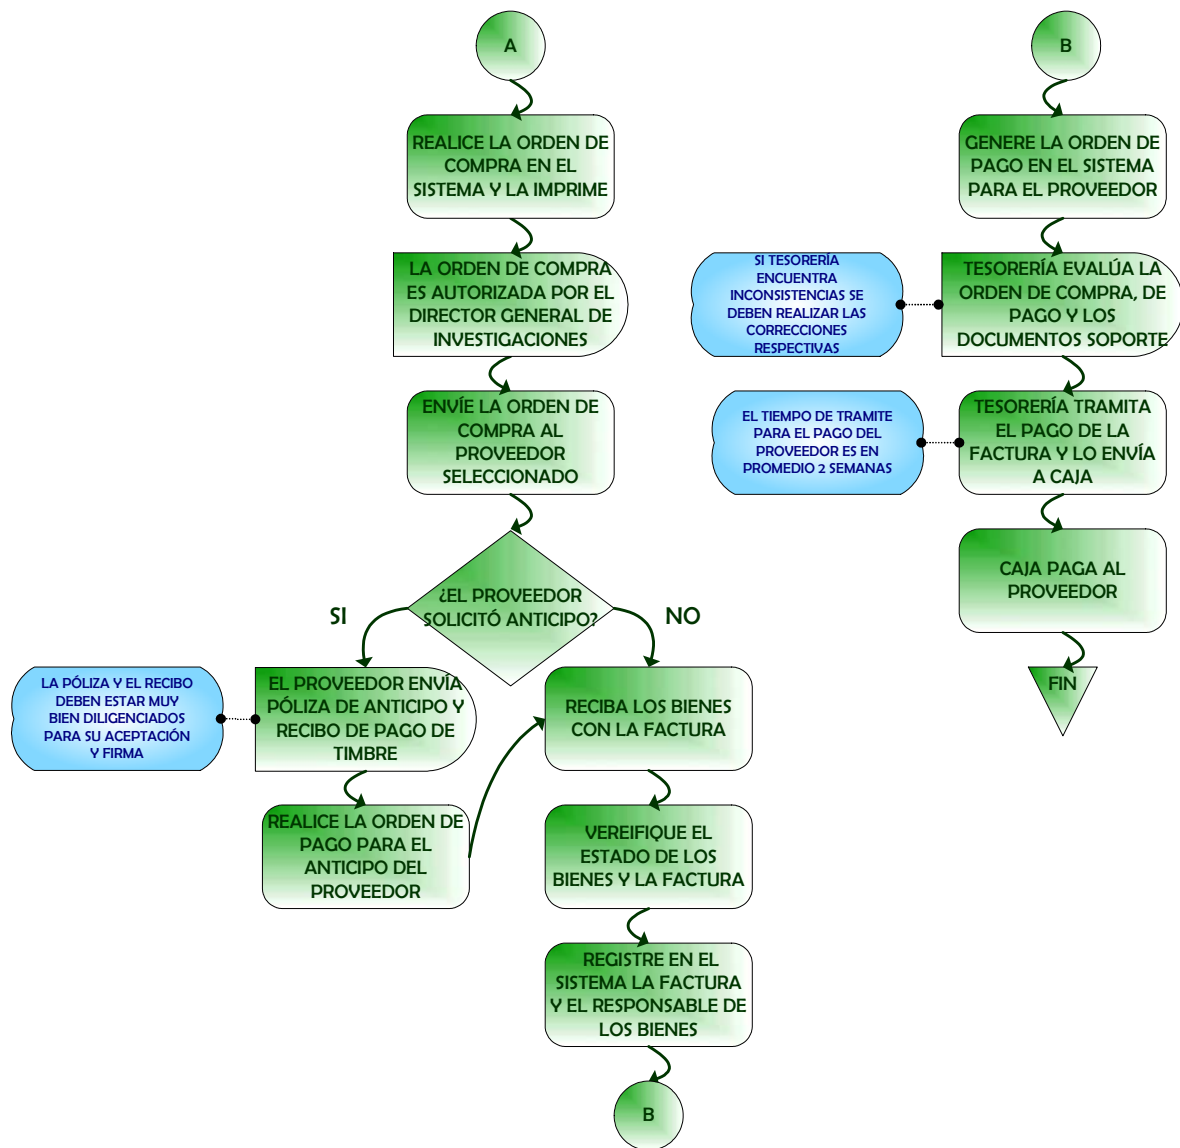 A
REALICE LA ORDEN DE
COMPRA EN EL
SISTEMA Y LA IMPRIME
LA ORDEN DE COMPRA
ES AUTORIZADA POR EL
DIRECTOR GENERAL DE
INVESTIGACIONES
ENVÍE LA ORDEN DE
COMPRA AL
PROVEEDOR
SELECCIONADO
¿EL PROVEEDOR
SOLICITÓ ANTICIPO?
SI
NO
LA PÓLIZA Y EL RECIBO
DEBEN ESTAR MUY
BIEN DILIGENCIADOS
PARA SU ACEPTACIÓN
Y FIRMA
EL PROVEEDOR ENVÍA
PÓLIZA DE ANTICIPO Y
RECIBO DE PAGO DE
TIMBRE
REALICE LA ORDEN DE
PAGO PARA EL
ANTICIPO DEL
PROVEEDOR
RECIBA LOS BIENES
CON LA FACTURA
VEREIFIQUE EL
ESTADO DE LOS
BIENES Y LA FACTURA
REGISTRE EN EL
SISTEMA LA FACTURA
Y EL RESPONSABLE DE
LOS BIENES
B
B
GENERE LA ORDEN DE
PAGO EN EL SISTEMA
PARA EL PROVEEDOR
SI TESORERÍA
ENCUENTRA
INCONSISTENCIAS SE
DEBEN REALIZAR LAS
CORRECCIONES
RESPECTIVAS
TESORERÍA EVALÚA LA
ORDEN DE COMPRA, DE
PAGO Y LOS
DOCUMENTOS SOPORTE
EL TIEMPO DE TRAMITE
PARA EL PAGO DEL
PROVEEDOR ES EN
PROMEDIO 2 SEMANAS
TESORERÍA TRAMITA
EL PAGO DE LA
FACTURA Y LO ENVÍA
A CAJA
CAJA PAGA AL
PROVEEDOR
FIN